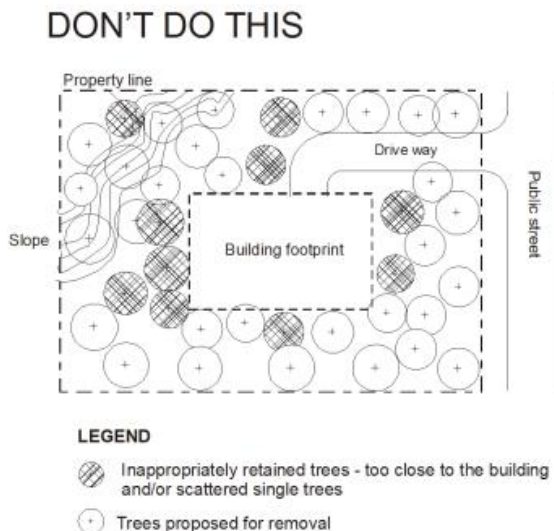 DON'T DO THIS
Property line
Drive way
Slope
Building footprint
Public street
LEGEND
Inappropriately retained trees - too close to the building
and/or scattered single trees
Trees proposed for removal